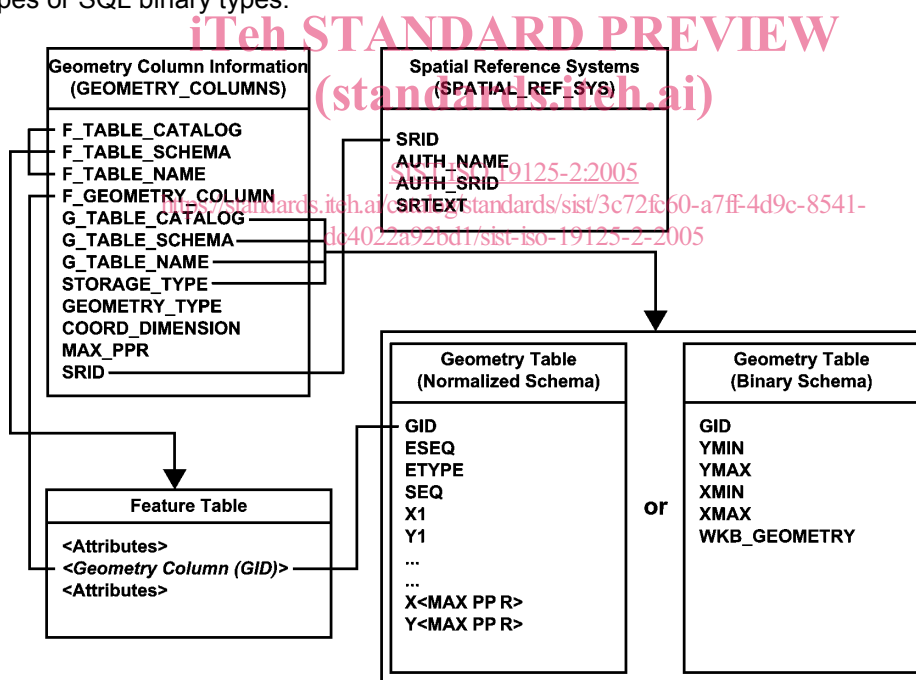 pes or SQL binary types.
iTeh STANDARD PREVIEW
(standards.iteh.ai)
Geometry Column Information
(GEOMETRY_COLUMNS)
F_TABLE_CATALOG
F_TABLE_SCHEMA
F_TABLE_NAME
F_GEOMETRY_COLUMN
G_TABLE_CATALOG
G_TABLE_SCHEMA
G_TABLE_NAME
STORAGE_TYPE
GEOMETRY_TYPE
COORD_DIMENSION
MAX_PPR
SRID
Spatial Reference Systems
(SPATIAL_REF_SYS)
SRID
AUTH_NAME
AUTH_SRID
SRTEXT
SIST ISO 19125-2:2005
https://standards.iteh.ai/catalog/standards/sist/3c72fc60-a7ff-4d9c-8541-
dc4022a92bd1/sist-iso-19125-2-2005
Feature Table
<Attributes>
<Geometry Column (GID)>
<Attributes>
Geometry Table
(Normalized Schema)
GID
ESEQ
ETYPE
SEQ
X1
Y1
...
...
X<MAX PP R>
Y<MAX PP R>
or
Geometry Table
(Binary Schema)
GID
YMIN
YMAX
XMIN
XMAX
WKB_GEOMETRY